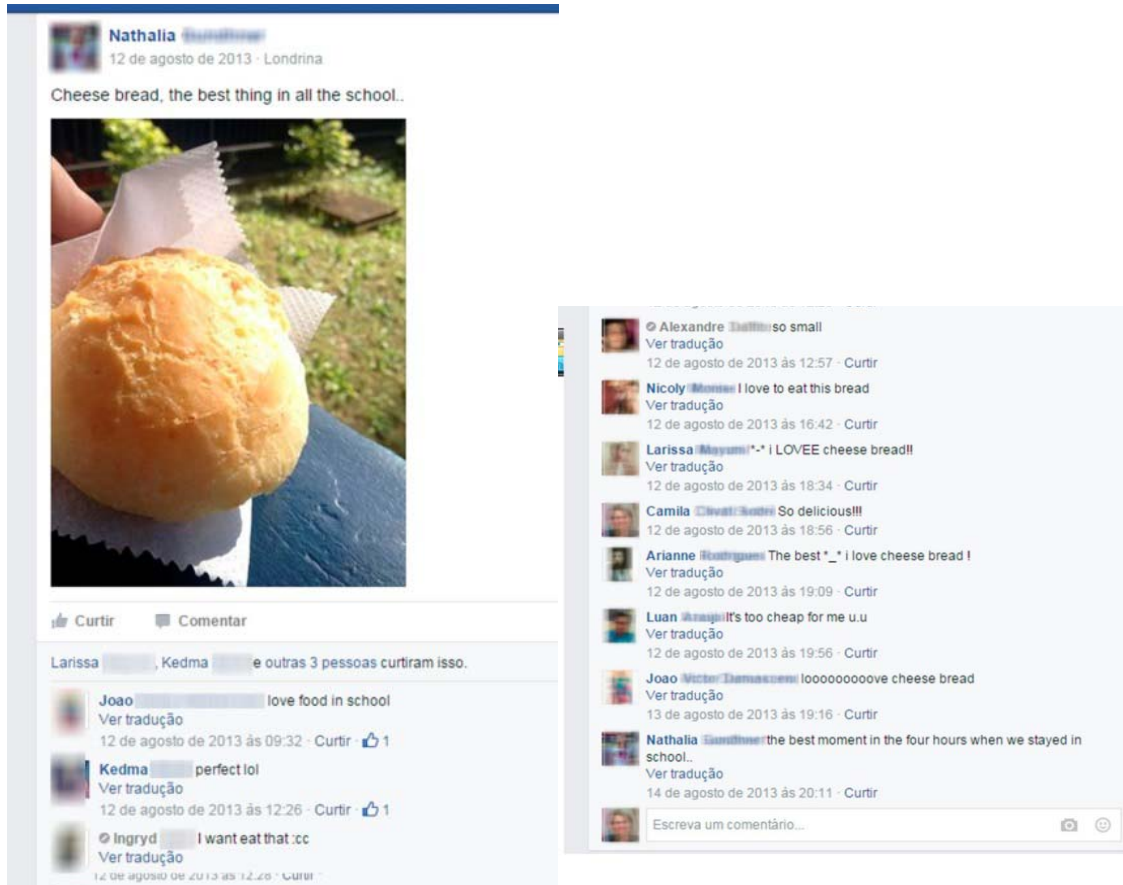 Nathalia
12 de agosto de 2013 · Londrina
Cheese bread, the best thing in all the school..
Curtir Comentar
Larissa , Kedma e outras 3 pessoas curtiram isso.
Joao love food in school
Ver tradução
12 de agosto de 2013 às 09:32 · Curtir · 1
Kedma perfect lol
Ver tradução
12 de agosto de 2013 às 12:26 · Curtir · 1
Ingryd I want eat that :cc
Ver tradução
12 de agosto de 2013 às 12:28 · Curtir ·
Alexandre so small
Ver tradução
12 de agosto de 2013 às 12:57 · Curtir
Nicoly I love to eat this bread
Ver tradução
12 de agosto de 2013 às 16:42 · Curtir
Larissa *-* i LOVEE cheese bread!!
Ver tradução
12 de agosto de 2013 às 18:34 · Curtir
Camila So delicious!!!
12 de agosto de 2013 às 18:56 · Curtir
Arianne The best *_* i love cheese bread !
Ver tradução
12 de agosto de 2013 às 19:09 · Curtir
Luan It's too cheap for me u.u
Ver tradução
12 de agosto de 2013 às 19:56 · Curtir
Joao looooooooove cheese bread
Ver tradução
13 de agosto de 2013 às 19:16 · Curtir
Nathalia the best moment in the four hours when we stayed in
school..
Ver tradução
14 de agosto de 2013 às 20:11 · Curtir
Escreva um comentário...